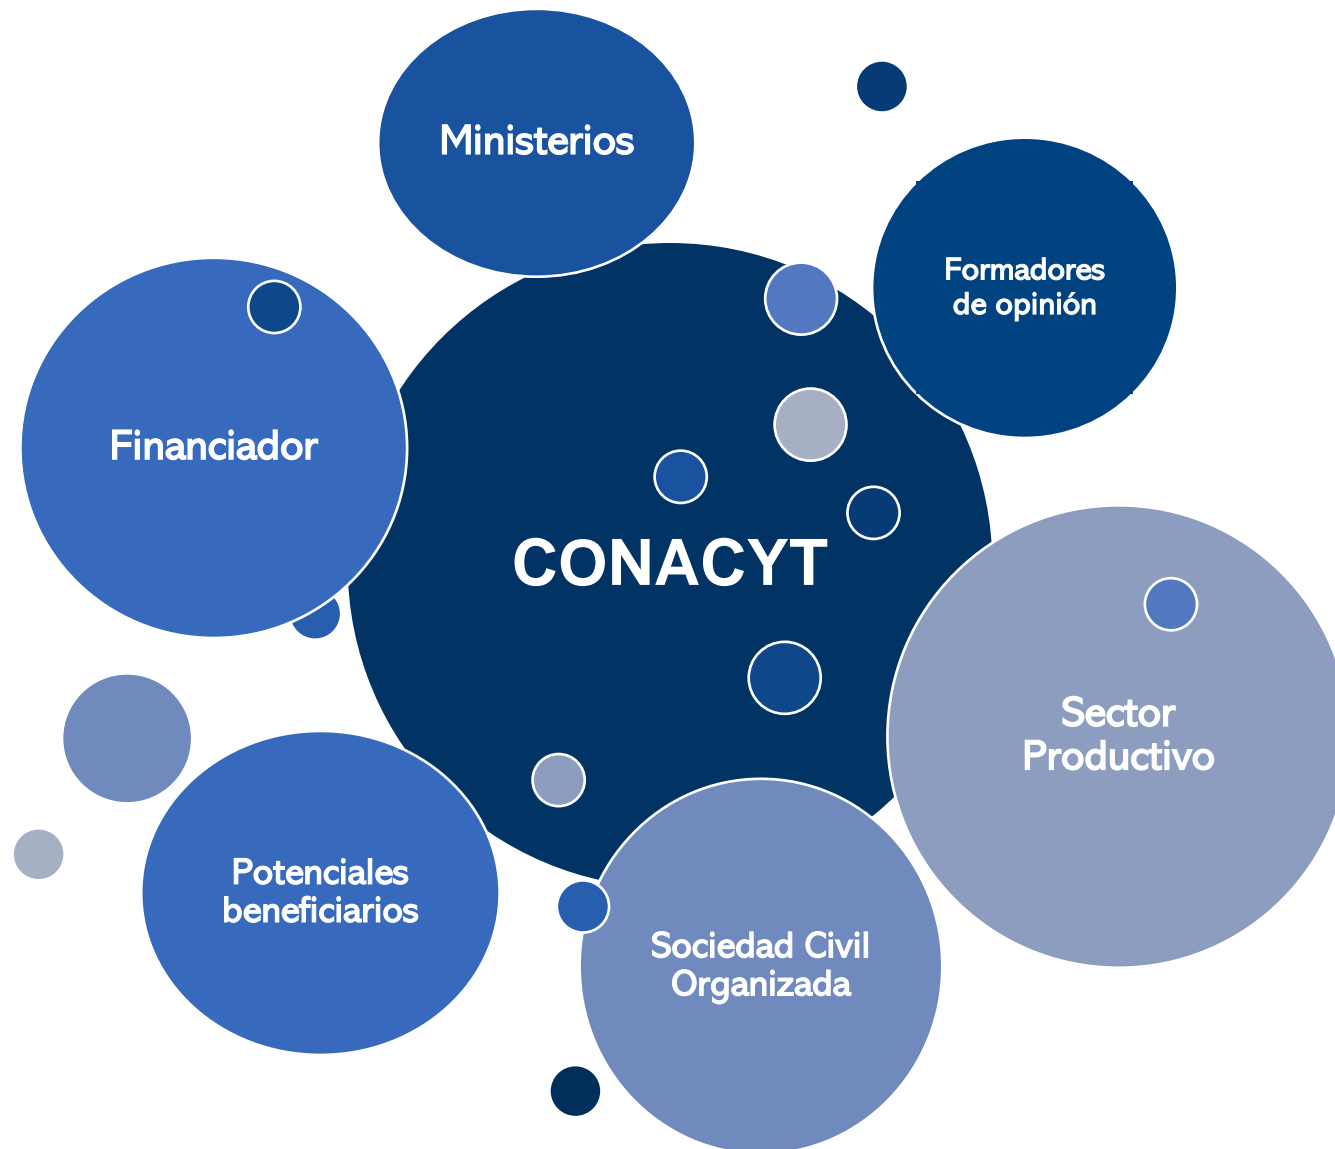 Ministerios
Formadores
de opinión
Financiador
CONACYT
Sector
Productivo
Potenciales
beneficiarios
Sociedad Civil
Organizada